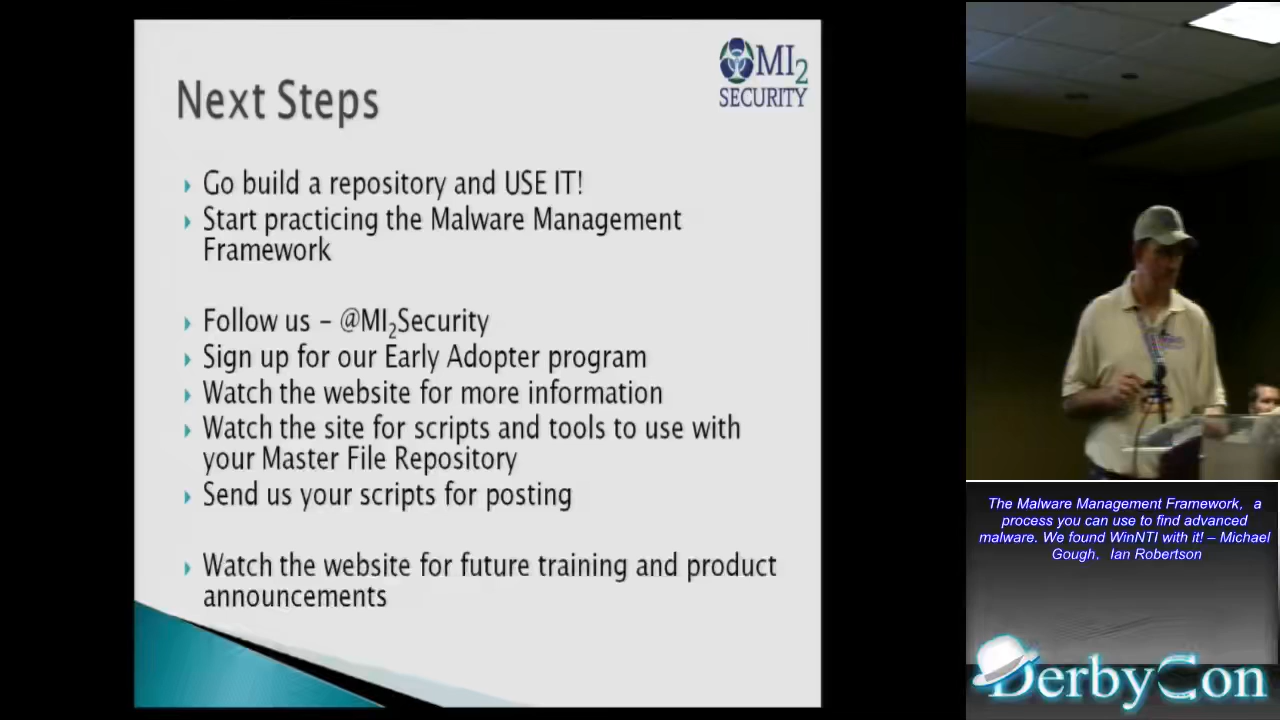 MI2
SECURITY
Next Steps
Go build a repository and USE IT!
Start practicing the Malware Management
Framework
Follow us – @MI2Security
Sign up for our Early Adopter program
Watch the website for more information
Watch the site for scripts and tools to use with
your Master File Repository
Send us your scripts for posting
Watch the website for future training and product
announcements
The Malware Management Framework, a
process you can use to find advanced
malware. We found WinNTI with it! – Michael
Gough, Ian Robertson
DerbyCon